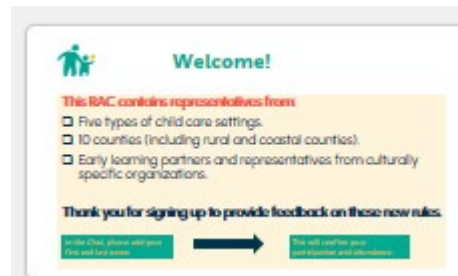 Welcome!
This RAC contains representatives from:
❑ Five types of child care settings.
❑ 10 counties (including rural and coastal counties).
❑ Early learning partners and representatives from culturally
specific organizations.
Thank you for signing up to provide feedback on these new rules.
In the Chat, please add your
first and last name
This will confirm your
participation and attendance